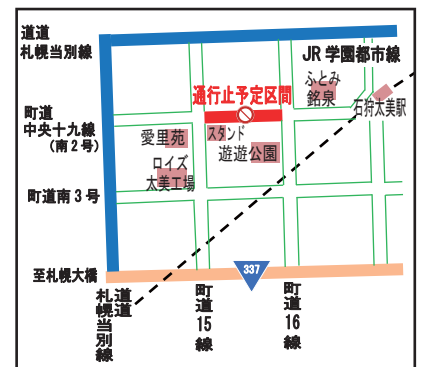 道道
札幌当別線
JR学園都市線
ふとみ
銘泉
石狩太美駅
通行止予定区間
町道
中央十九線
(南2号)
スタンド
愛里苑
遊遊公園
ロイズ
太美工場
町道南3号
至札幌大橋
337
道道
札幌当別線
町道
15
線
町道
16
線